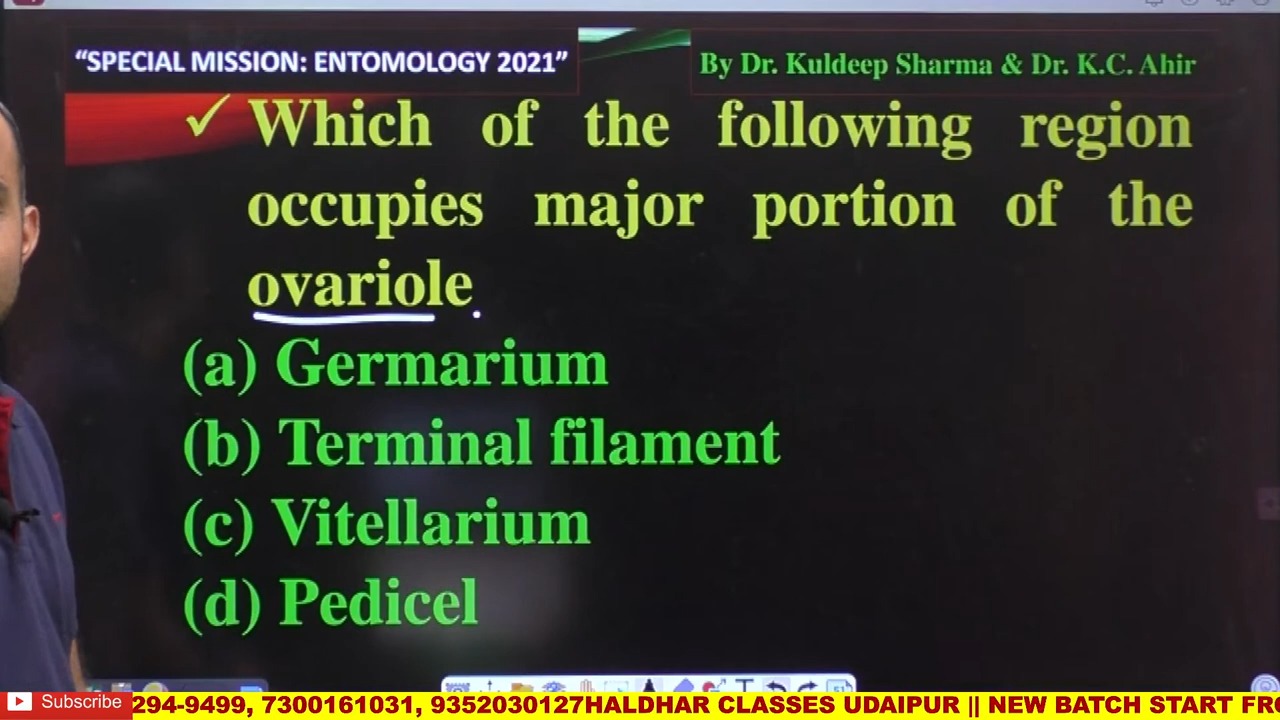 "SPECIAL MISSION: ENTOMOLOGY 2021"
By Dr. Kuldeep Sharma & Dr. K.C. Ahir
✓ Which of the following region
occupies major portion of the
ovariole.
(a) Germarium
(b) Terminal filament
(c) Vitellarium
(d) Pedicel
Subscribe
294-9499, 7300161031, 9352030127HALDHAR CLASSES UDAIPUR || NEW BATCH START FRO